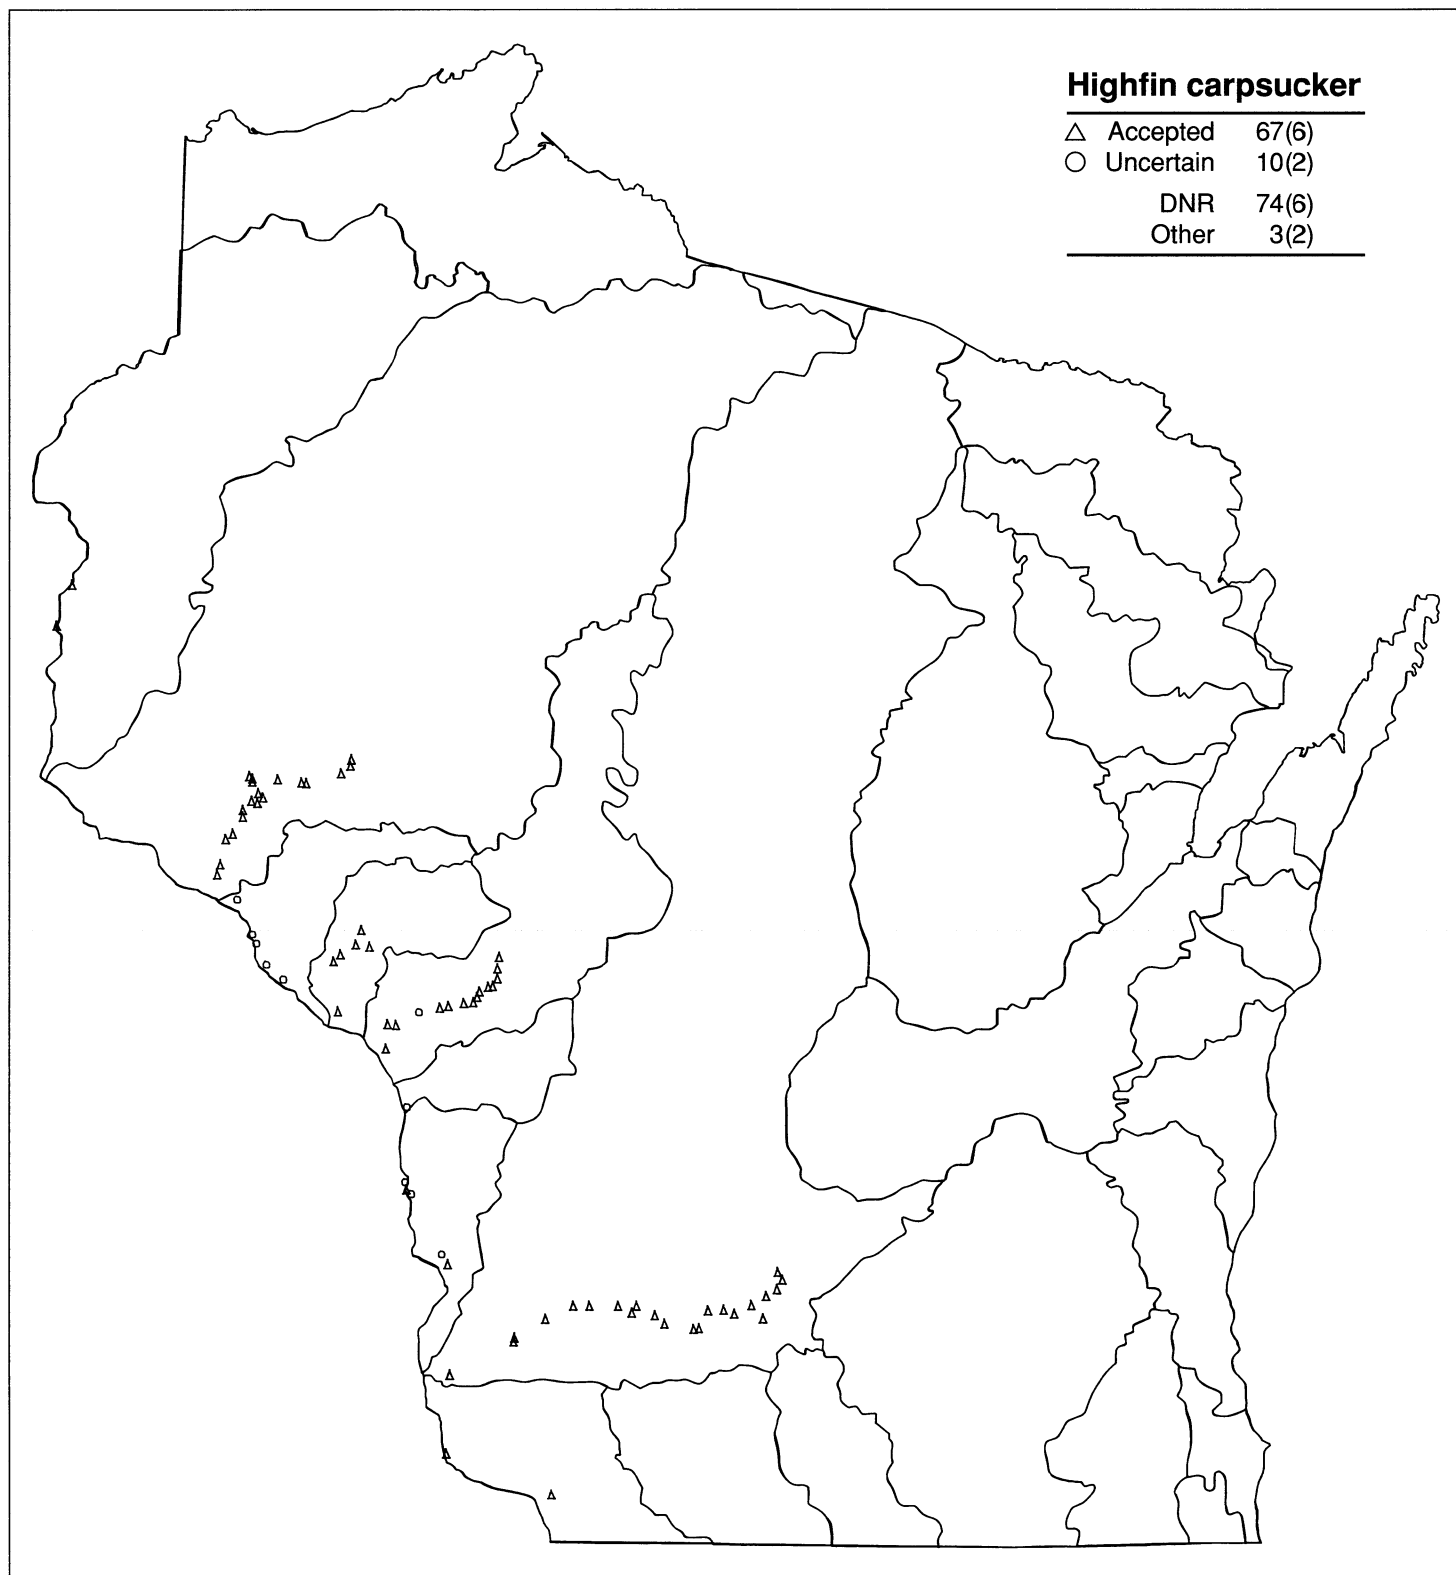 Highfin carpsucker
△ Accepted 67(6)
○ Uncertain 10(2)
DNR 74(6)
Other 3(2)